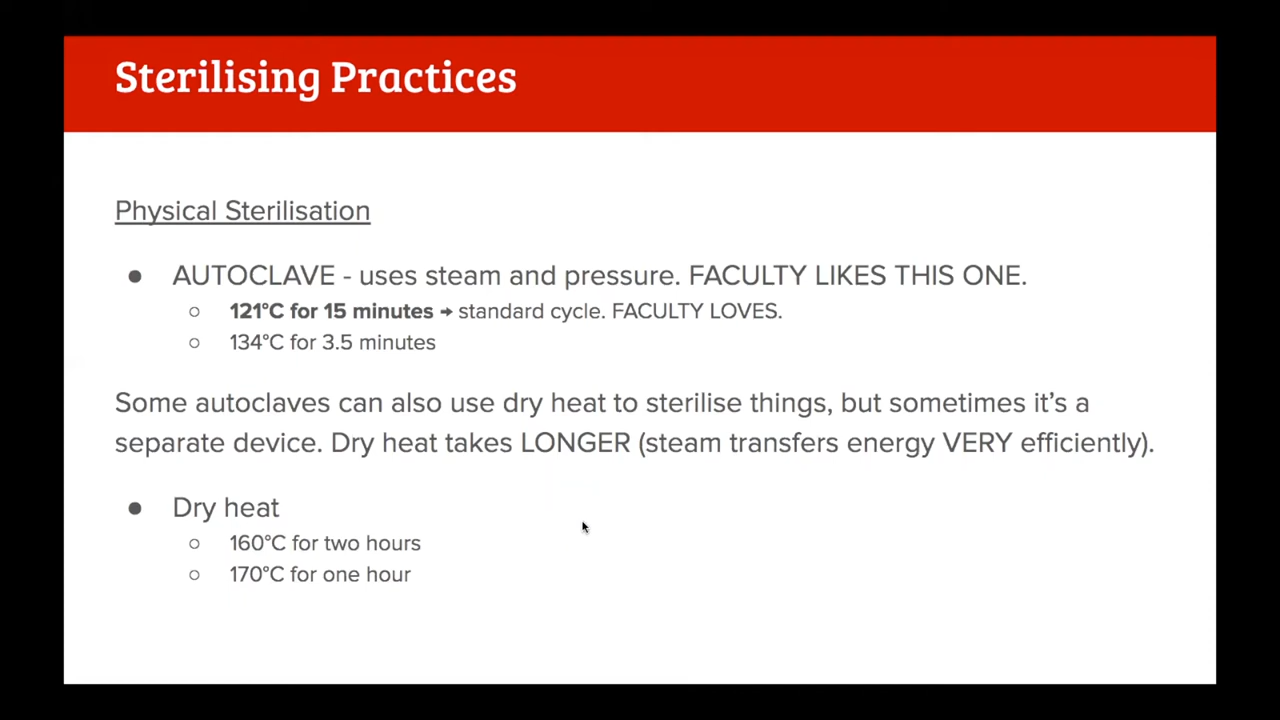 Sterilising Practices
Physical Sterilisation
● AUTOCLAVE - uses steam and pressure. FACULTY LIKES THIS ONE.
○ 121°C for 15 minutes → standard cycle. FACULTY LOVES.
○ 134°C for 3.5 minutes
Some autoclaves can also use dry heat to sterilise things, but sometimes it’s a
separate device. Dry heat takes LONGER (steam transfers energy VERY efficiently).
● Dry heat
○ 160°C for two hours
○ 170°C for one hour